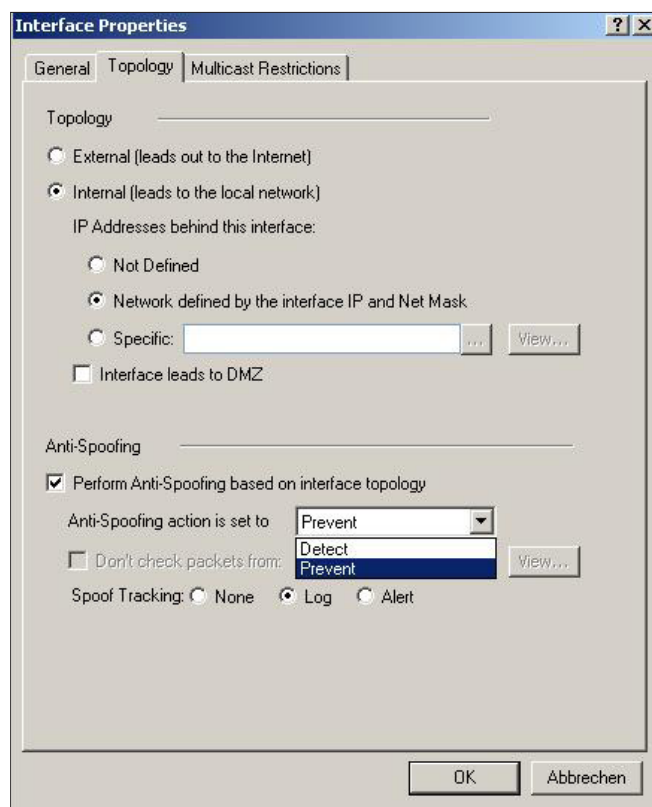 Interface Properties
General Topology Multicast Restrictions
Topology
External (leads out to the Internet)
Internal (leads to the local network)
IP Addresses behind this interface:
Not Defined
Network defined by the interface IP and Net Mask
Specific: ... View...
Interface leads to DMZ
Anti-Spoofing
Perform Anti-Spoofing based on interface topology
Anti-Spoofing action is set to Prevent
Detect
Don't check packets from: Prevent View...
Spoof Tracking: None Log Alert
OK Abbrechen